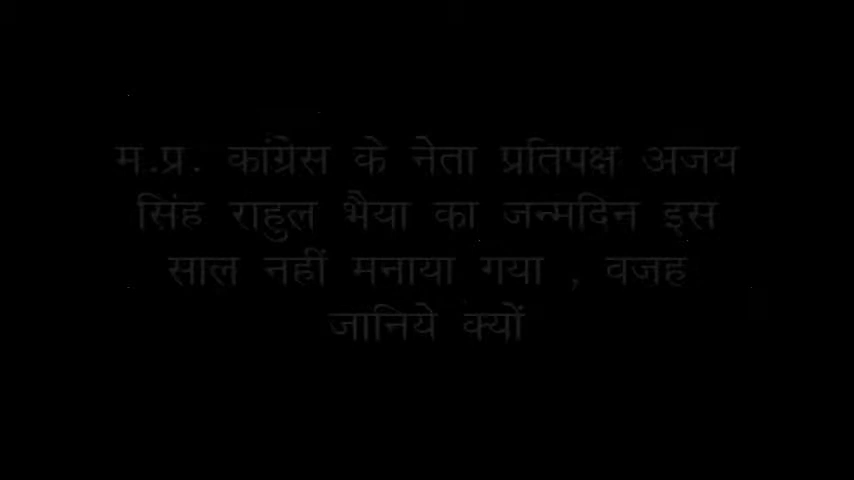 म.प्र. कांग्रेस के नेता प्रतिपक्ष अजय
सिंह राहुल भैया का जन्मदिन इस
साल नहीं मनाया गया , वजह
जानिये क्यों